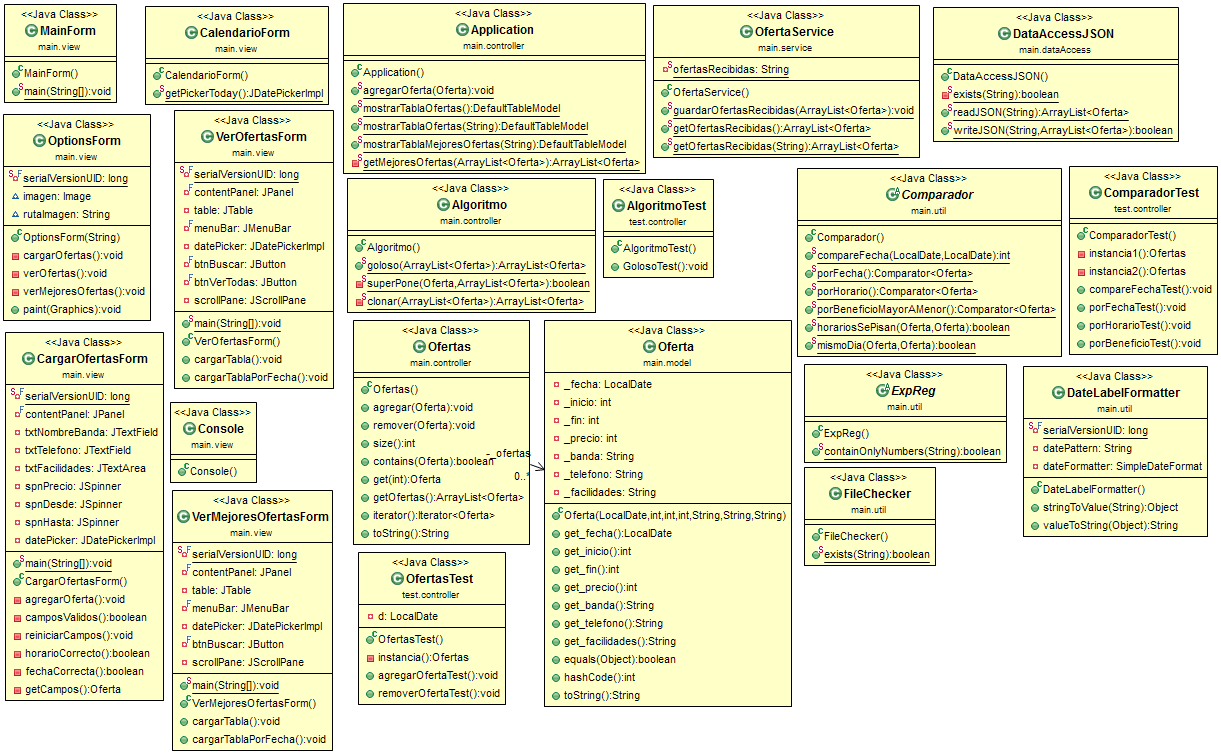 <<Java Class>>
MainForm
main.view
MainForm()
main(String[]):void
<<Java Class>>
CalendarioForm
main.view
CalendarioForm()
getPickerToday():JDatePickerImpl
<<Java Class>>
Application
main.controller
Application()
agregarOferta(Oferta):void
mostrarTablaOfertas():DefaultTableModel
mostrarTablaOfertas(String):DefaultTableModel
mostrarTablaMejoresOfertas(String):DefaultTableModel
getMejoresOfertas(ArrayList<Oferta>):ArrayList<Oferta>
<<Java Class>>
OfertaService
main.service
ofertasRecibidas: String
OfertaService()
guardarOfertasRecibidas(ArrayList<Oferta>):void
getOfertasRecibidas():ArrayList<Oferta>
getOfertasRecibidas(String):ArrayList<Oferta>
<<Java Class>>
DataAccessJSON
main.dataAccess
DataAccessJSON()
exists(String):boolean
readJSON(String):ArrayList<Oferta>
writeJSON(String,ArrayList<Oferta>):boolean
<<Java Class>>
OptionsForm
main.view
serialVersionUID: long
imagen: Image
rutaImagen: String
OptionsForm(String)
cargarOfertas():void
verOfertas():void
verMejoresOfertas():void
paint(Graphics):void
<<Java Class>>
VerOfertasForm
main.view
serialVersionUID: long
contentPanel: JPanel
table: JTable
menuBar: JMenuBar
datePicker: JDatePickerImpl
btnBuscar: JButton
btnVerTodas: JButton
scrollPane: JScrollPane
main(String[]):void
VerOfertasForm()
cargarTabla():void
cargarTablaPorFecha():void
<<Java Class>>
Algoritmo
main.controller
Algoritmo()
goloso(ArrayList<Oferta>):ArrayList<Oferta>
superPone(Oferta,ArrayList<Oferta>):boolean
clonar(ArrayList<Oferta>):ArrayList<Oferta>
<<Java Class>>
AlgoritmoTest
test.controller
AlgoritmoTest()
GolosoTest():void
<<Java Class>>
Comparador
main.util
Comparador()
compareFecha(LocalDate,LocalDate):int
porFecha():Comparator<Oferta>
porHorario():Comparator<Oferta>
porBeneficioMayorAMenor():Comparator<Oferta>
horariosSePisan(Oferta,Oferta):boolean
mismoDia(Oferta,Oferta):boolean
<<Java Class>>
ComparadorTest
test.controller
ComparadorTest()
instancia1():Ofertas
instancia2():Ofertas
compareFechaTest():void
porFechaTest():void
porHorarioTest():void
porBeneficioTest():void
<<Java Class>>
CargarOfertasForm
main.view
serialVersionUID: long
contentPanel: JPanel
txtNombreBanda: JTextField
txtTelefono: JTextField
txtFacilidades: JTextArea
spnPrecio: JSpinner
spnDesde: JSpinner
spnHasta: JSpinner
datePicker: JDatePickerImpl
main(String[]):void
CargarOfertasForm()
agregarOferta():void
camposValidos():boolean
reiniciarCampos():void
horarioCorrecto():boolean
fechaCorrecta():boolean
getCampos():Oferta
<<Java Class>>
Console
main.view
Console()
<<Java Class>>
VerMejoresOfertasForm
main.view
serialVersionUID: long
contentPanel: JPanel
table: JTable
menuBar: JMenuBar
datePicker: JDatePickerImpl
btnBuscar: JButton
scrollPane: JScrollPane
main(String[]):void
VerMejoresOfertasForm()
cargarTabla():void
cargarTablaPorFecha():void
<<Java Class>>
Ofertas
main.controller
Ofertas()
agregar(Oferta):void
remover(Oferta):void
size():int
contains(Oferta):boolean
get(int):Oferta
getOfertas():ArrayList<Oferta>
iterator():Iterator<Oferta>
toString():String
-_ofertas
0..*
<<Java Class>>
Oferta
main.model
_fecha: LocalDate
_inicio: int
_fin: int
_precio: int
_banda: String
_telefono: String
_facilidades: String
Oferta(LocalDate,int,int,int,String,String,String)
get_fecha():LocalDate
get_inicio():int
get_fin():int
get_precio():int
get_banda():String
get_telefono():String
get_facilidades():String
equals(Object):boolean
hashCode():int
toString():String
<<Java Class>>
OfertasTest
test.controller
d: LocalDate
OfertasTest()
instancia():Ofertas
agregarOfertaTest():void
removerOfertaTest():void
<<Java Class>>
ExpReg
main.util
ExpReg()
containOnlyNumbers(String):boolean
<<Java Class>>
FileChecker
main.util
FileChecker()
exists(String):boolean
<<Java Class>>
DateLabelFormatter
main.util
serialVersionUID: long
datePattern: String
dateFormatter: SimpleDateFormat
DateLabelFormatter()
stringToValue(String):Object
valueToString(Object):String